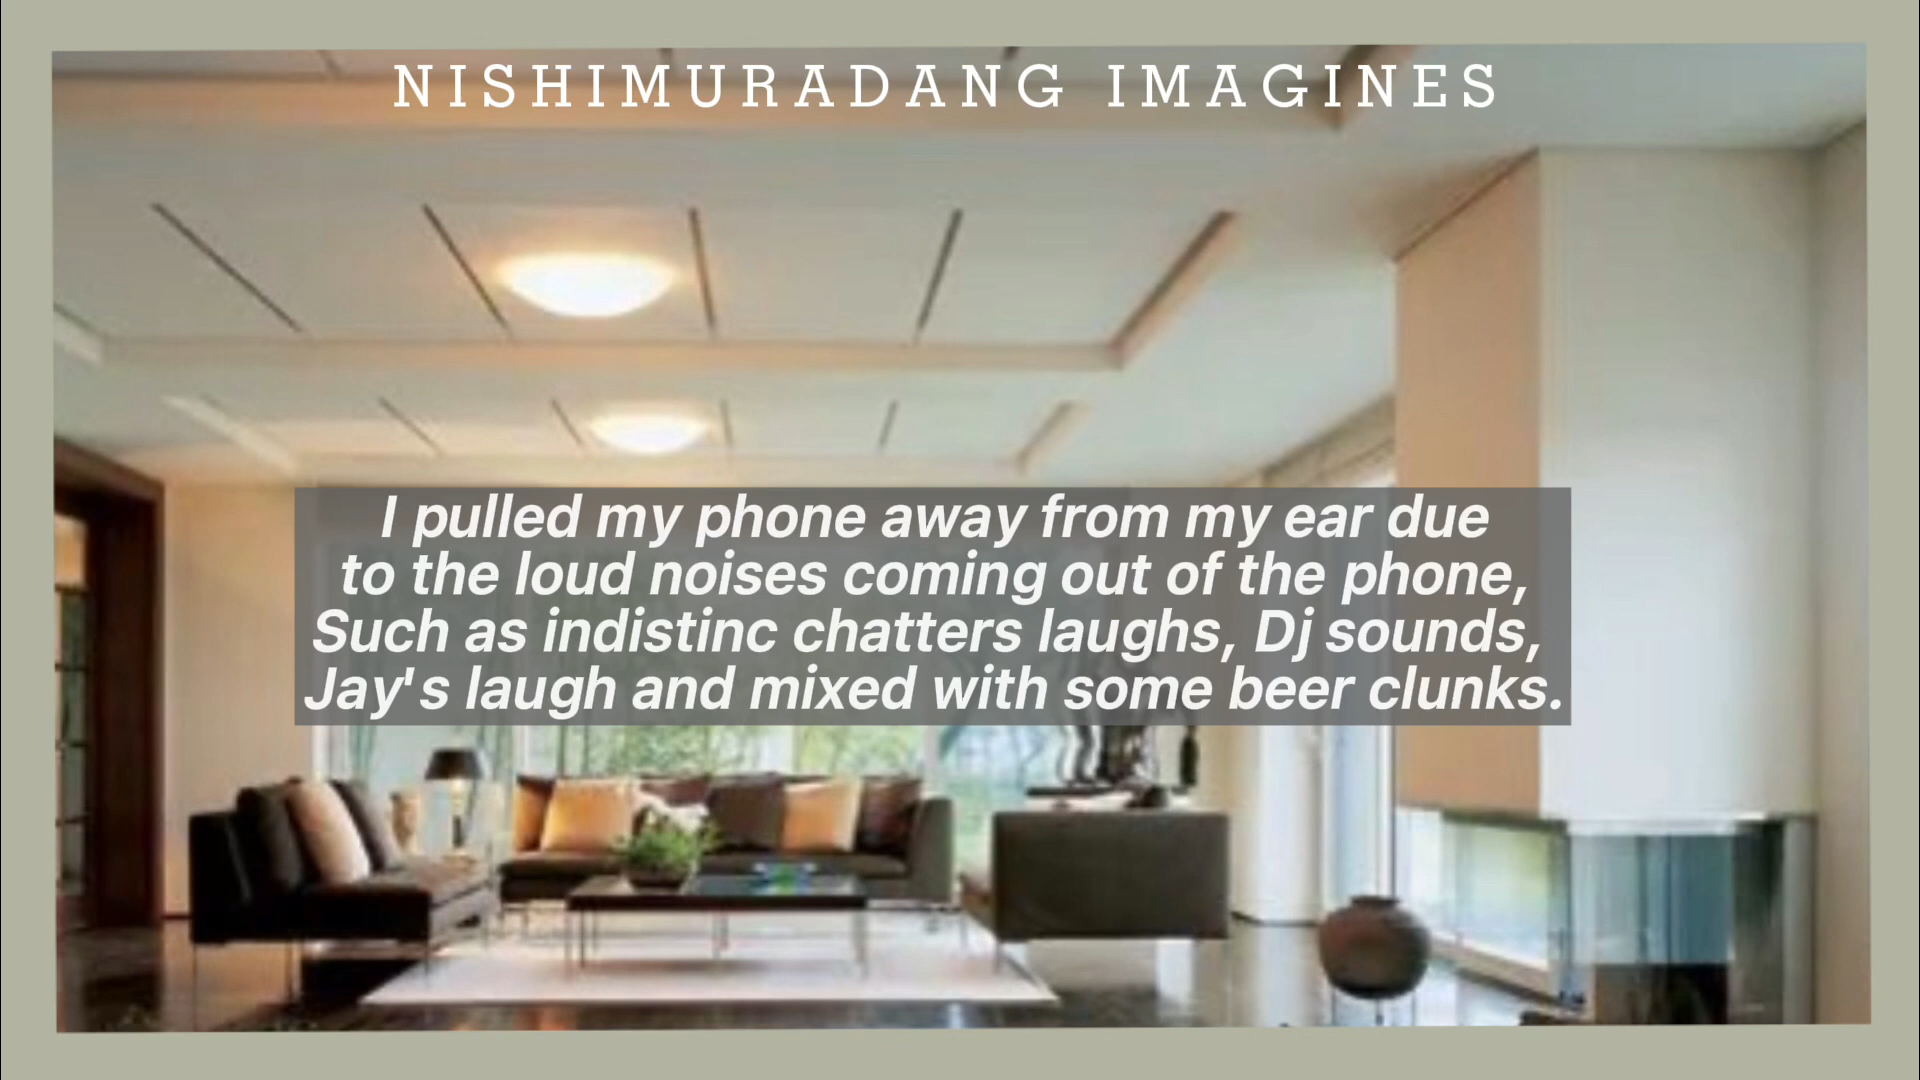 NISHIMURADANG IMAGINES
I pulled my phone away from my ear due
to the loud noises coming out of the phone,
Such as indistinc chatters laughs, Dj sounds,
Jay's laugh and mixed with some beer clunks.